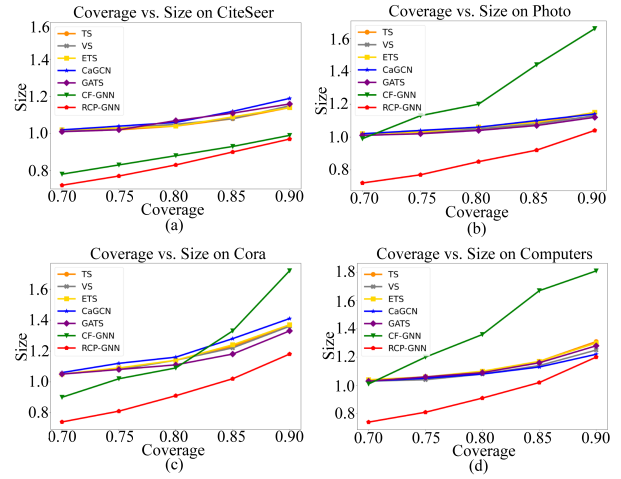 Coverage vs. Size on CiteSeer
1.6
1.4
1.2
1.0
0.8
Size
TS
VS
ETS
CaGCN
GATS
CF-GNN
RCP-GNN
0.70 0.75 0.80 0.85 0.90
Coverage
(a)
Coverage vs. Size on Photo
1.6
1.4
1.2
1.0
0.8
Size
TS
VS
ETS
CaGCN
GATS
CF-GNN
RCP-GNN
0.70 0.75 0.80 0.85 0.90
Coverage
(b)
Coverage vs. Size on Cora
1.6
1.4
1.2
1.0
0.8
Size
TS
VS
ETS
CaGCN
GATS
CF-GNN
RCP-GNN
0.70 0.75 0.80 0.85 0.90
Coverage
(c)
Coverage vs. Size on Computers
1.8
1.6
1.4
1.2
1.0
0.8
Size
TS
VS
ETS
CaGCN
GATS
CF-GNN
RCP-GNN
0.70 0.75 0.80 0.85 0.90
Coverage
(d)